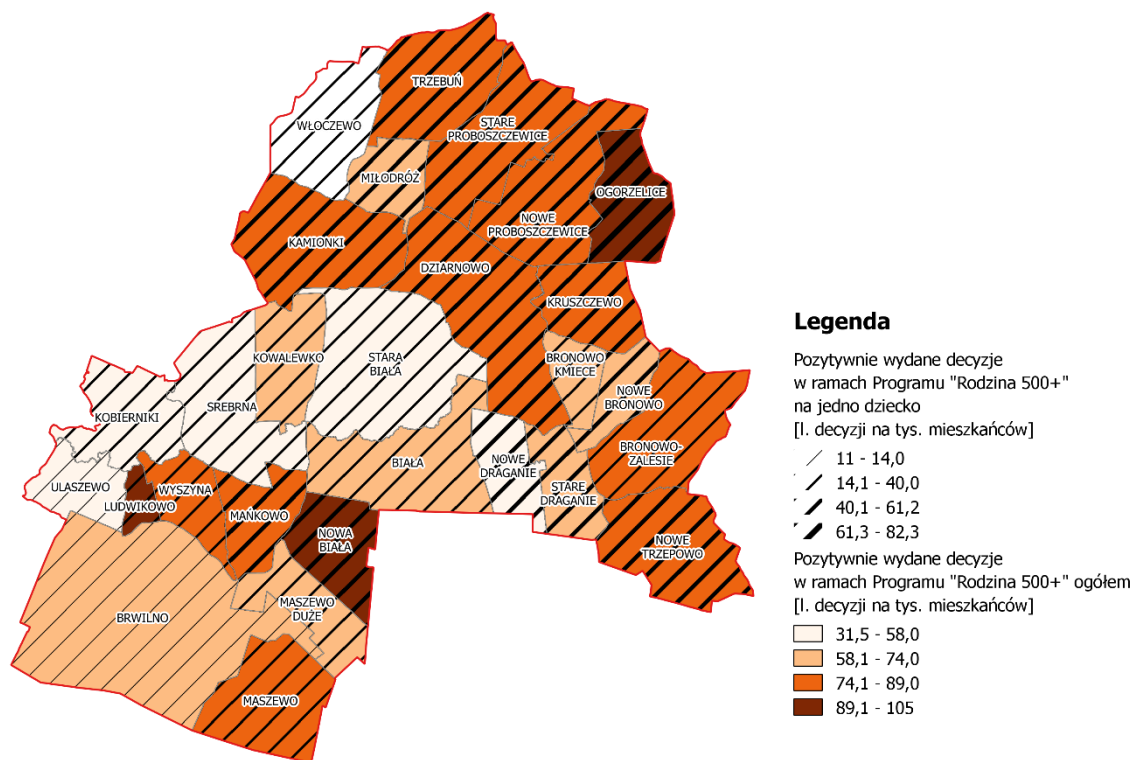 TRZEBUŃ
WŁOCZEWO
STARE
PROBOSZCZEWICE
MIŁODRÓŻ
OGORZELICE
NOWE
PROBOSZCZEWICE
KAMIONKI
DZIARNOWO
KRUSZCZEWO
KOWALEWKO
STARA
BIAŁA
BRONOWO
KMIECE
NOWE
BRONOWO
SREBRNA
KOBIERNIKI
BRONOWO-
ZALESIE
BIAŁA
NOWE
DRAGANIE
STARE
DRAGANIE
ULASZEWO
WYSZYNA
LUDWIKOWO
MAŃKOWO
NOWA
BIAŁA
NOWE
TRZEPOWO
MASZEWO
DUŻE
BRWILNO
MASZEWO
Legenda
Pozytywnie wydane decyzje
w ramach Programu "Rodzina 500+"
na jedno dziecko
[l. decyzji na tys. mieszkańców]
11 - 14,0
14,1 - 40,0
40,1 - 61,2
61,3 - 82,3
Pozytywnie wydane decyzje
w ramach Programu "Rodzina 500+" ogółem
[l. decyzji na tys. mieszkańców]
31,5 - 58,0
58,1 - 74,0
74,1 - 89,0
89,1 - 105